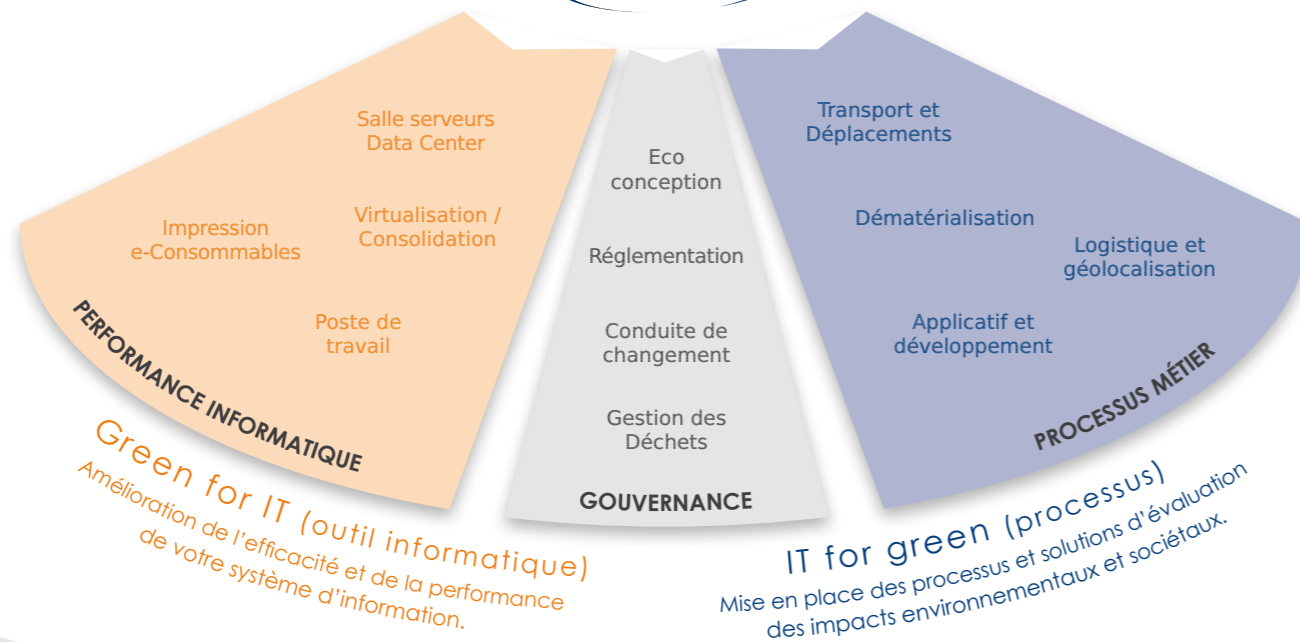 Salle serveurs
Data Center
Impression
e-Consommables
Virtualisation /
Consolidation
Poste de
travail
PERFORMANCE INFORMATIQUE
Green for IT (outil informatique)
Amélioration de l'efficacité et de la performance
de votre système d'information.
Eco
conception
Réglementation
Conduite de
changement
Gestion des
Déchets
GOUVERNANCE
Transport et
Déplacements
Dématérialisation
Logistique et
géolocalisation
Applicatif et
développement
PROCESSUS MÉTIER
IT for green (processus)
Mise en place des processus et solutions d'évaluation
des impacts environnementaux et sociétaux.